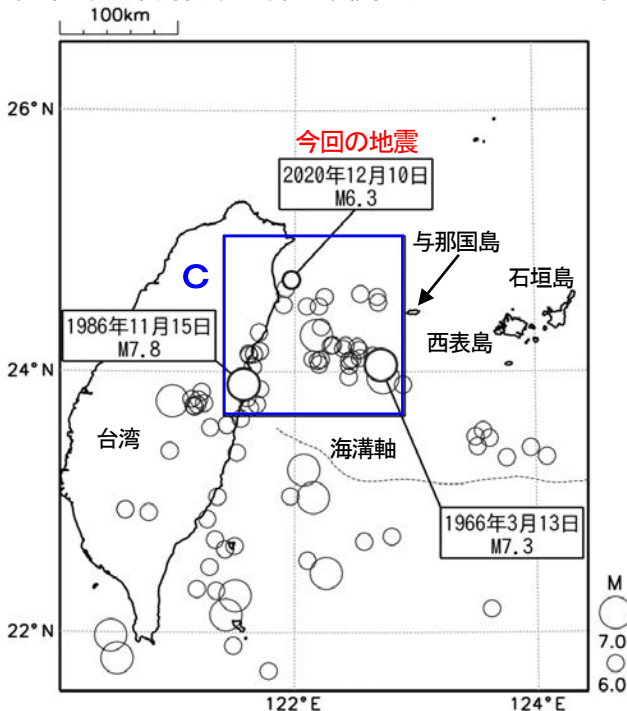 100km
26°N
今回の地震
2020年12月10日
M6.3
与那国島
C
石垣島
1986年11月15日
M7.8
西表島
24°N
台湾
海溝軸
1966年3月13日
M7.3
M
7.0
6.0
22°N
122°E
124°E